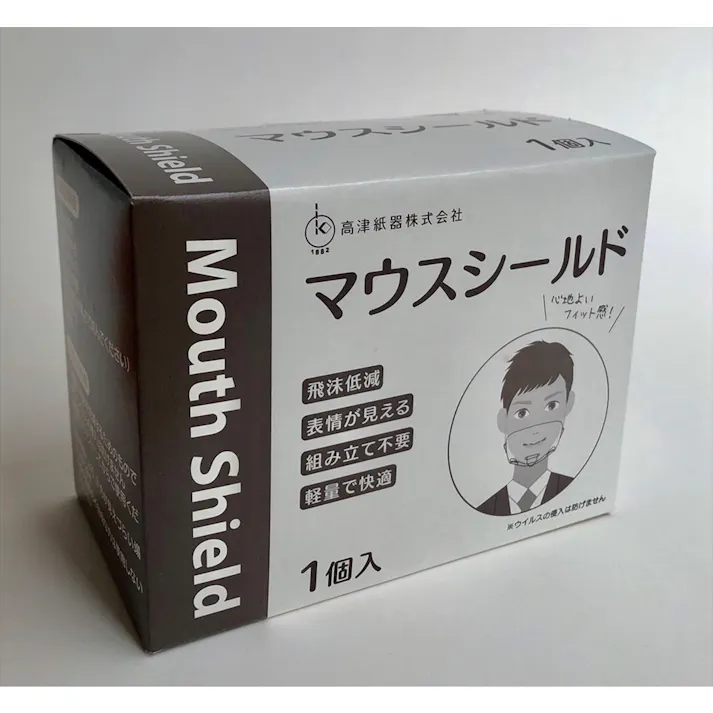 マウスシールド
1個入
Mouth Shield
Mouth Shield
k
1882
高津紙器株式会社
マウスシールド
心地よい
フィット感！
飛沫低減
表情が見える
組み立て不要
軽量で快適
※ウイルスの侵入は防げません
1個入